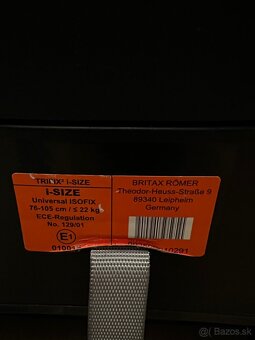 TRIFIX² i-SIZE
i-SIZE
Universal ISOFIX
76-105 cm / ≤ 22 kg
ECE-Regulation
No. 129/01
E1
BRITAX RÖMER
Theodor-Heuss-Straße 9
89340 Leipheim
Germany
bazos.sk